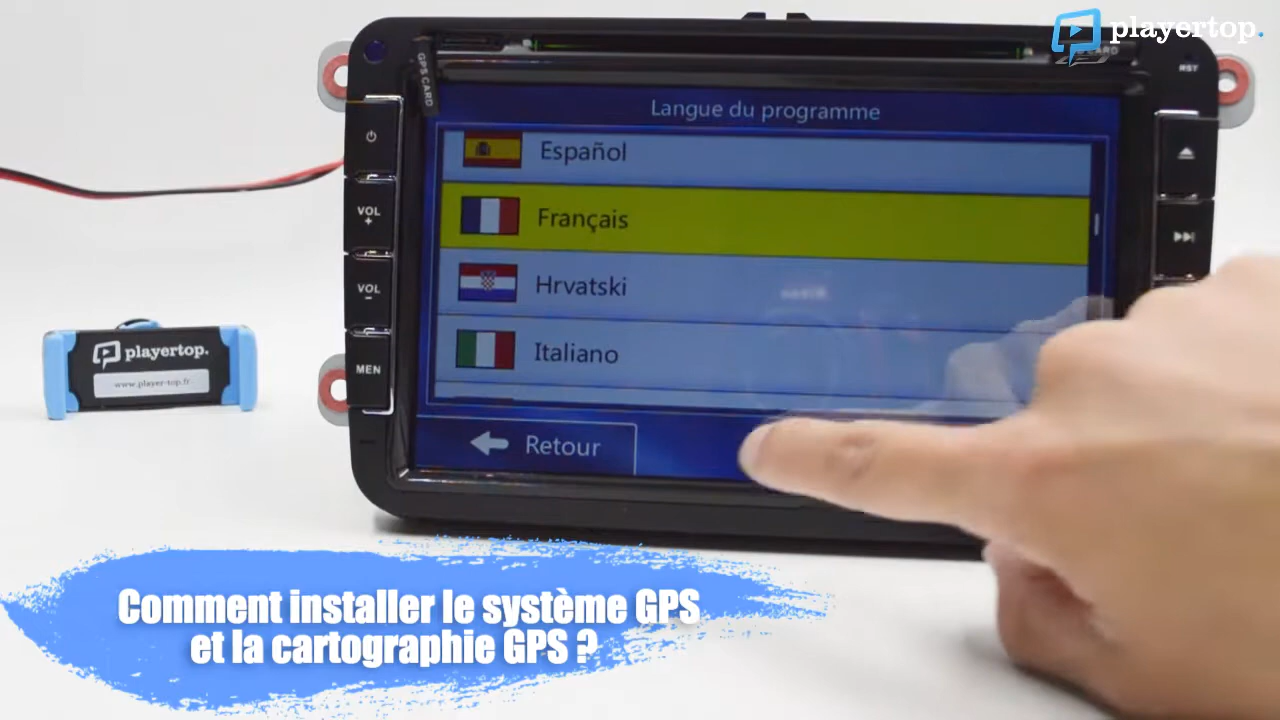 playertop.
GPS CARD
RST
Langue du programme
Español
Français
Hrvatski
Italiano
Retour
VOL
+
VOL
–
MEN
playertop.
www.player-top.fr
Comment installer le système GPS
et la cartographie GPS ?